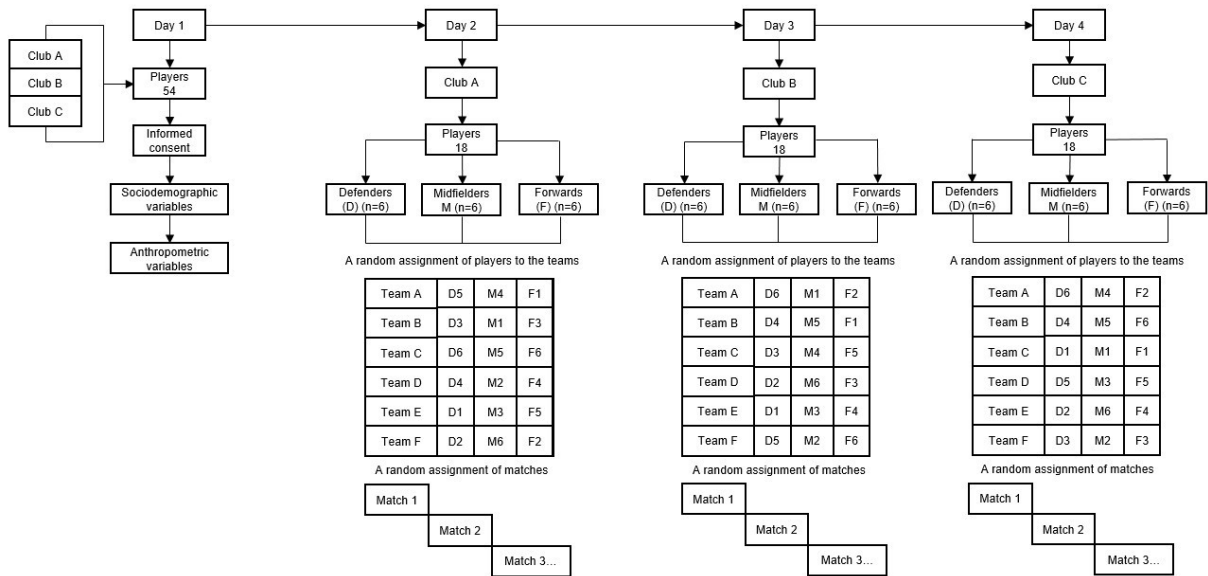 Day 1
Day 2
Day 3
Day 4
Club A
Club B
Club C
Players
54
Informed
consent
Sociodemographic
variables
Anthropometric
variables
Club A
Players
18
Defenders
(D) (n=6)
Midfielders
M (n=6)
Forwards
(F) (n=6)
A random assignment of players to the teams
Team A D5 M4 F1
Team B D3 M1 F3
Team C D6 M5 F6
Team D D4 M2 F4
Team E D1 M3 F5
Team F D2 M6 F2
A random assignment of matches
Match 1
Match 2
Match 3...
Club B
Players
18
Defenders
(D) (n=6)
Midfielders
M (n=6)
Forwards
(F) (n=6)
A random assignment of players to the teams
Team A D6 M1 F2
Team B D4 M5 F1
Team C D3 M4 F5
Team D D2 M6 F3
Team E D1 M3 F4
Team F D5 M2 F6
A random assignment of matches
Match 1
Match 2
Match 3...
Club C
Players
18
Defenders
(D) (n=6)
Midfielders
M (n=6)
Forwards
(F) (n=6)
A random assignment of players to the teams
Team A D6 M4 F2
Team B D4 M5 F6
Team C D1 M1 F1
Team D D5 M3 F5
Team E D2 M6 F4
Team F D3 M2 F3
A random assignment of matches
Match 1
Match 2
Match 3...